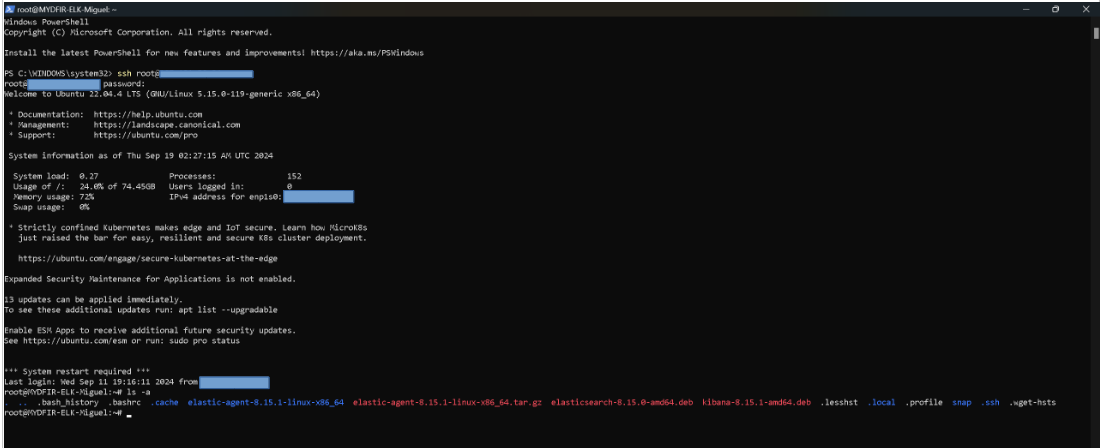 root@MYDFIR-ELK-Miguel: ~
Windows PowerShell
Copyright (C) Microsoft Corporation. All rights reserved.
Install the latest PowerShell for new features and improvements! https://aka.ms/PSWindows
PS C:\WINDOWS\system32> ssh root@
root@ password:
Welcome to Ubuntu 22.04.4 LTS (GNU/Linux 5.15.0-119-generic x86_64)
* Documentation: https://help.ubuntu.com
* Management: https://landscape.canonical.com
* Support: https://ubuntu.com/pro
System information as of Thu Sep 19 02:27:15 AM UTC 2024
System load: 0.27 Processes: 152
Usage of /: 24.0% of 74.45GB Users logged in: 0
Memory usage: 72% IPv4 address for enp1s0:
Swap usage: 0%
* Strictly confined Kubernetes makes edge and IoT secure. Learn how MicroK8s
just raised the bar for easy, resilient and secure K8s cluster deployment.
https://ubuntu.com/engage/secure-kubernetes-at-the-edge
Expanded Security Maintenance for Applications is not enabled.
13 updates can be applied immediately.
To see these additional updates run: apt list --upgradable
Enable ESM Apps to receive additional future security updates.
See https://ubuntu.com/esm or run: sudo pro status
*** System restart required ***
Last login: Wed Sep 11 19:16:11 2024 from
root@MYDFIR-ELK-Miguel:~# ls -a
. .. .bash_history .bashrc .cache elastic-agent-8.15.1-linux-x86_64 elastic-agent-8.15.1-linux-x86_64.tar.gz elasticsearch-8.15.0-amd64.deb kibana-8.15.1-amd64.deb .lesshst .local .profile snap .ssh .wget-hsts
root@MYDFIR-ELK-Miguel:~#